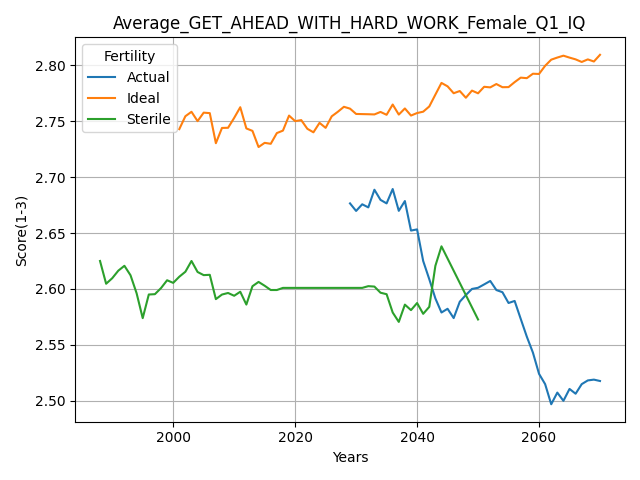 Average_GET_AHEAD_WITH_HARD_WORK_Female_Q1_IQ
Fertility
Actual
Ideal
Sterile
Score(1-3)
2.80
2.75
2.70
2.65
2.60
2.55
2.50
2000 2020 2040 2060
Years